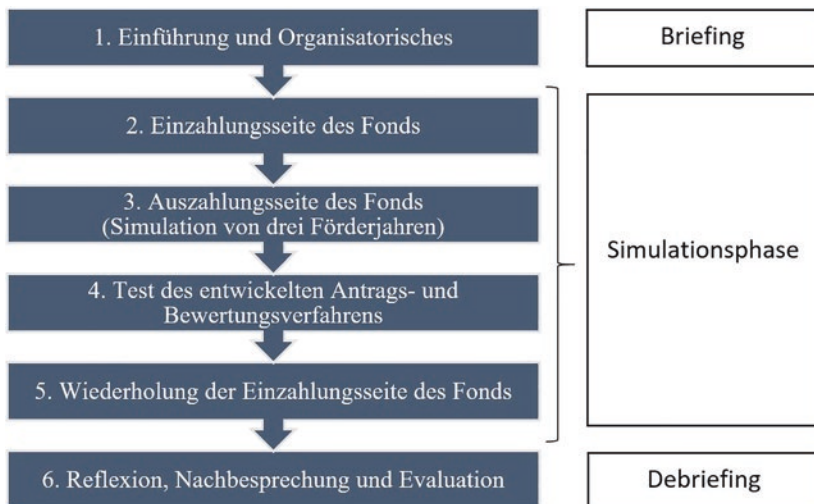 1. Einführung und Organisatorisches
Briefing
2. Einzahlungsseite des Fonds
3. Auszahlungsseite des Fonds
(Simulation von drei Förderjahren)
4. Test des entwickelten Antrags- und
Bewertungsverfahrens
5. Wiederholung der Einzahlungsseite des Fonds
Simulationsphase
6. Reflexion, Nachbesprechung und Evaluation
Debriefing